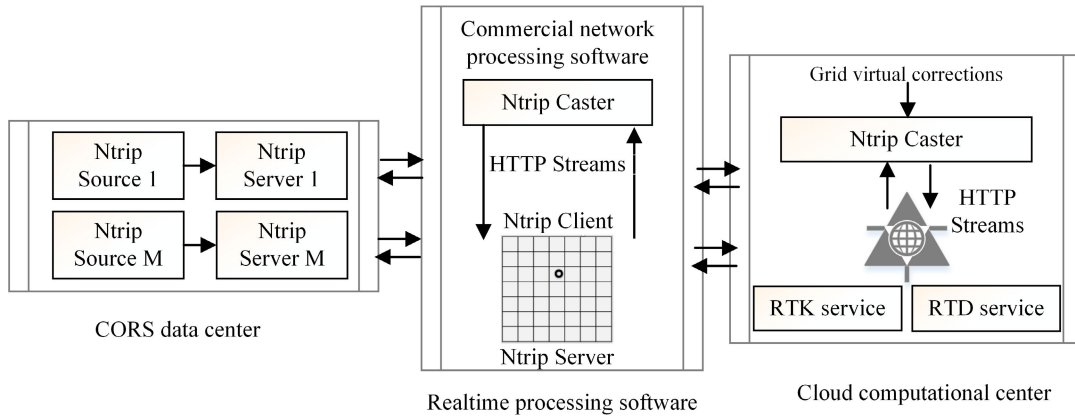 Ntrip
Source 1
Ntrip
Server 1
Ntrip
Source M
Ntrip
Server M
CORS data center
Commercial network
processing software
Ntrip Caster
HTTP Streams
Ntrip Client
Ntrip Server
Realtime processing software
Grid virtual corrections
Ntrip Caster
HTTP
Streams
RTK service
RTD service
Cloud computational center